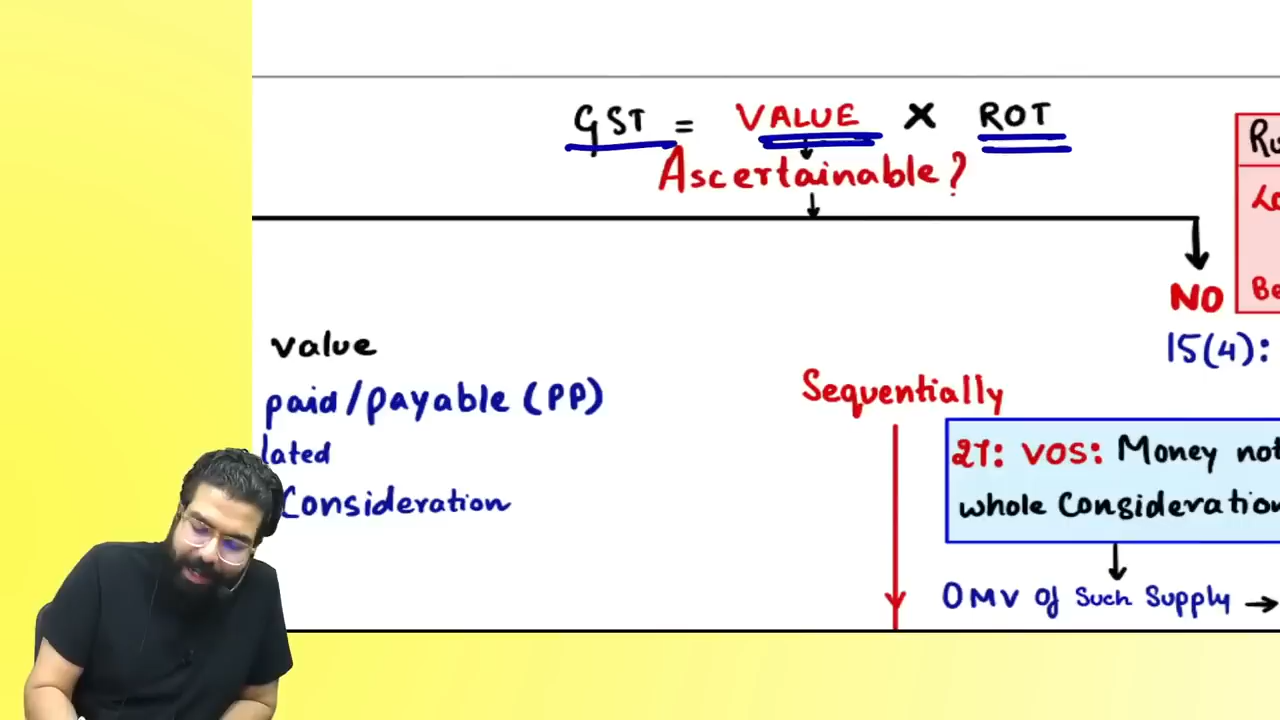 GST = VALUE X ROT
Ascertainable?
NO
15(4):
value
paid/payable (PP)
lated
Consideration
Sequentially
27: VOS: Money not
whole Consideration
OMV of Such Supply →